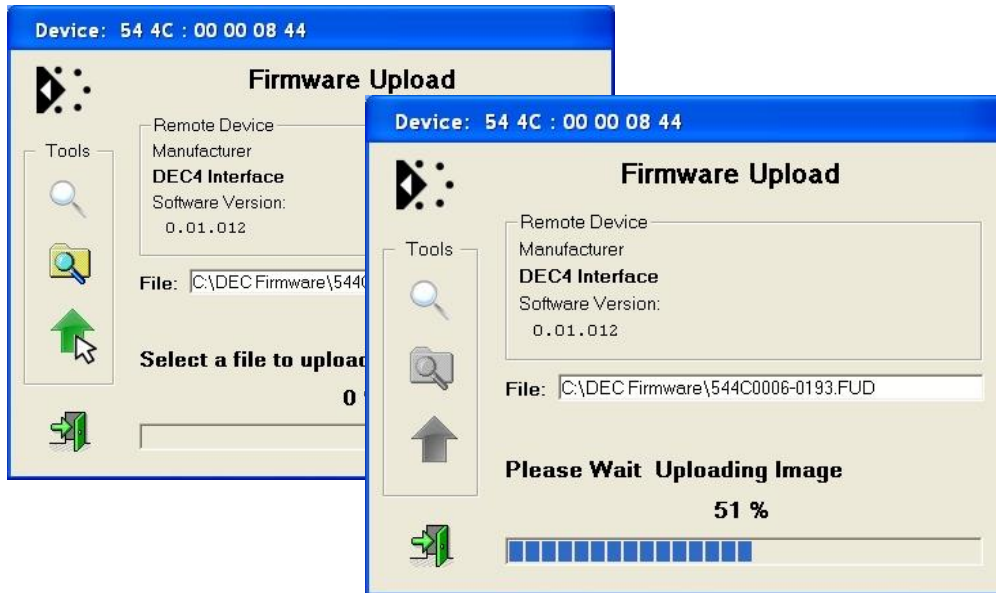 Device: 54 4C : 00 00 08 44
Firmware Upload
Remote Device
Manufacturer
DEC4 Interface
Software Version:
0.01.012
Tools
File: C:\DEC Firmware\544C
Select a file to upload
0
Device: 54 4C : 00 00 08 44
Firmware Upload
Remote Device
Manufacturer
DEC4 Interface
Software Version:
0.01.012
Tools
File: C:\DEC Firmware\544C0006-0193.FUD
Please Wait Uploading Image
51 %